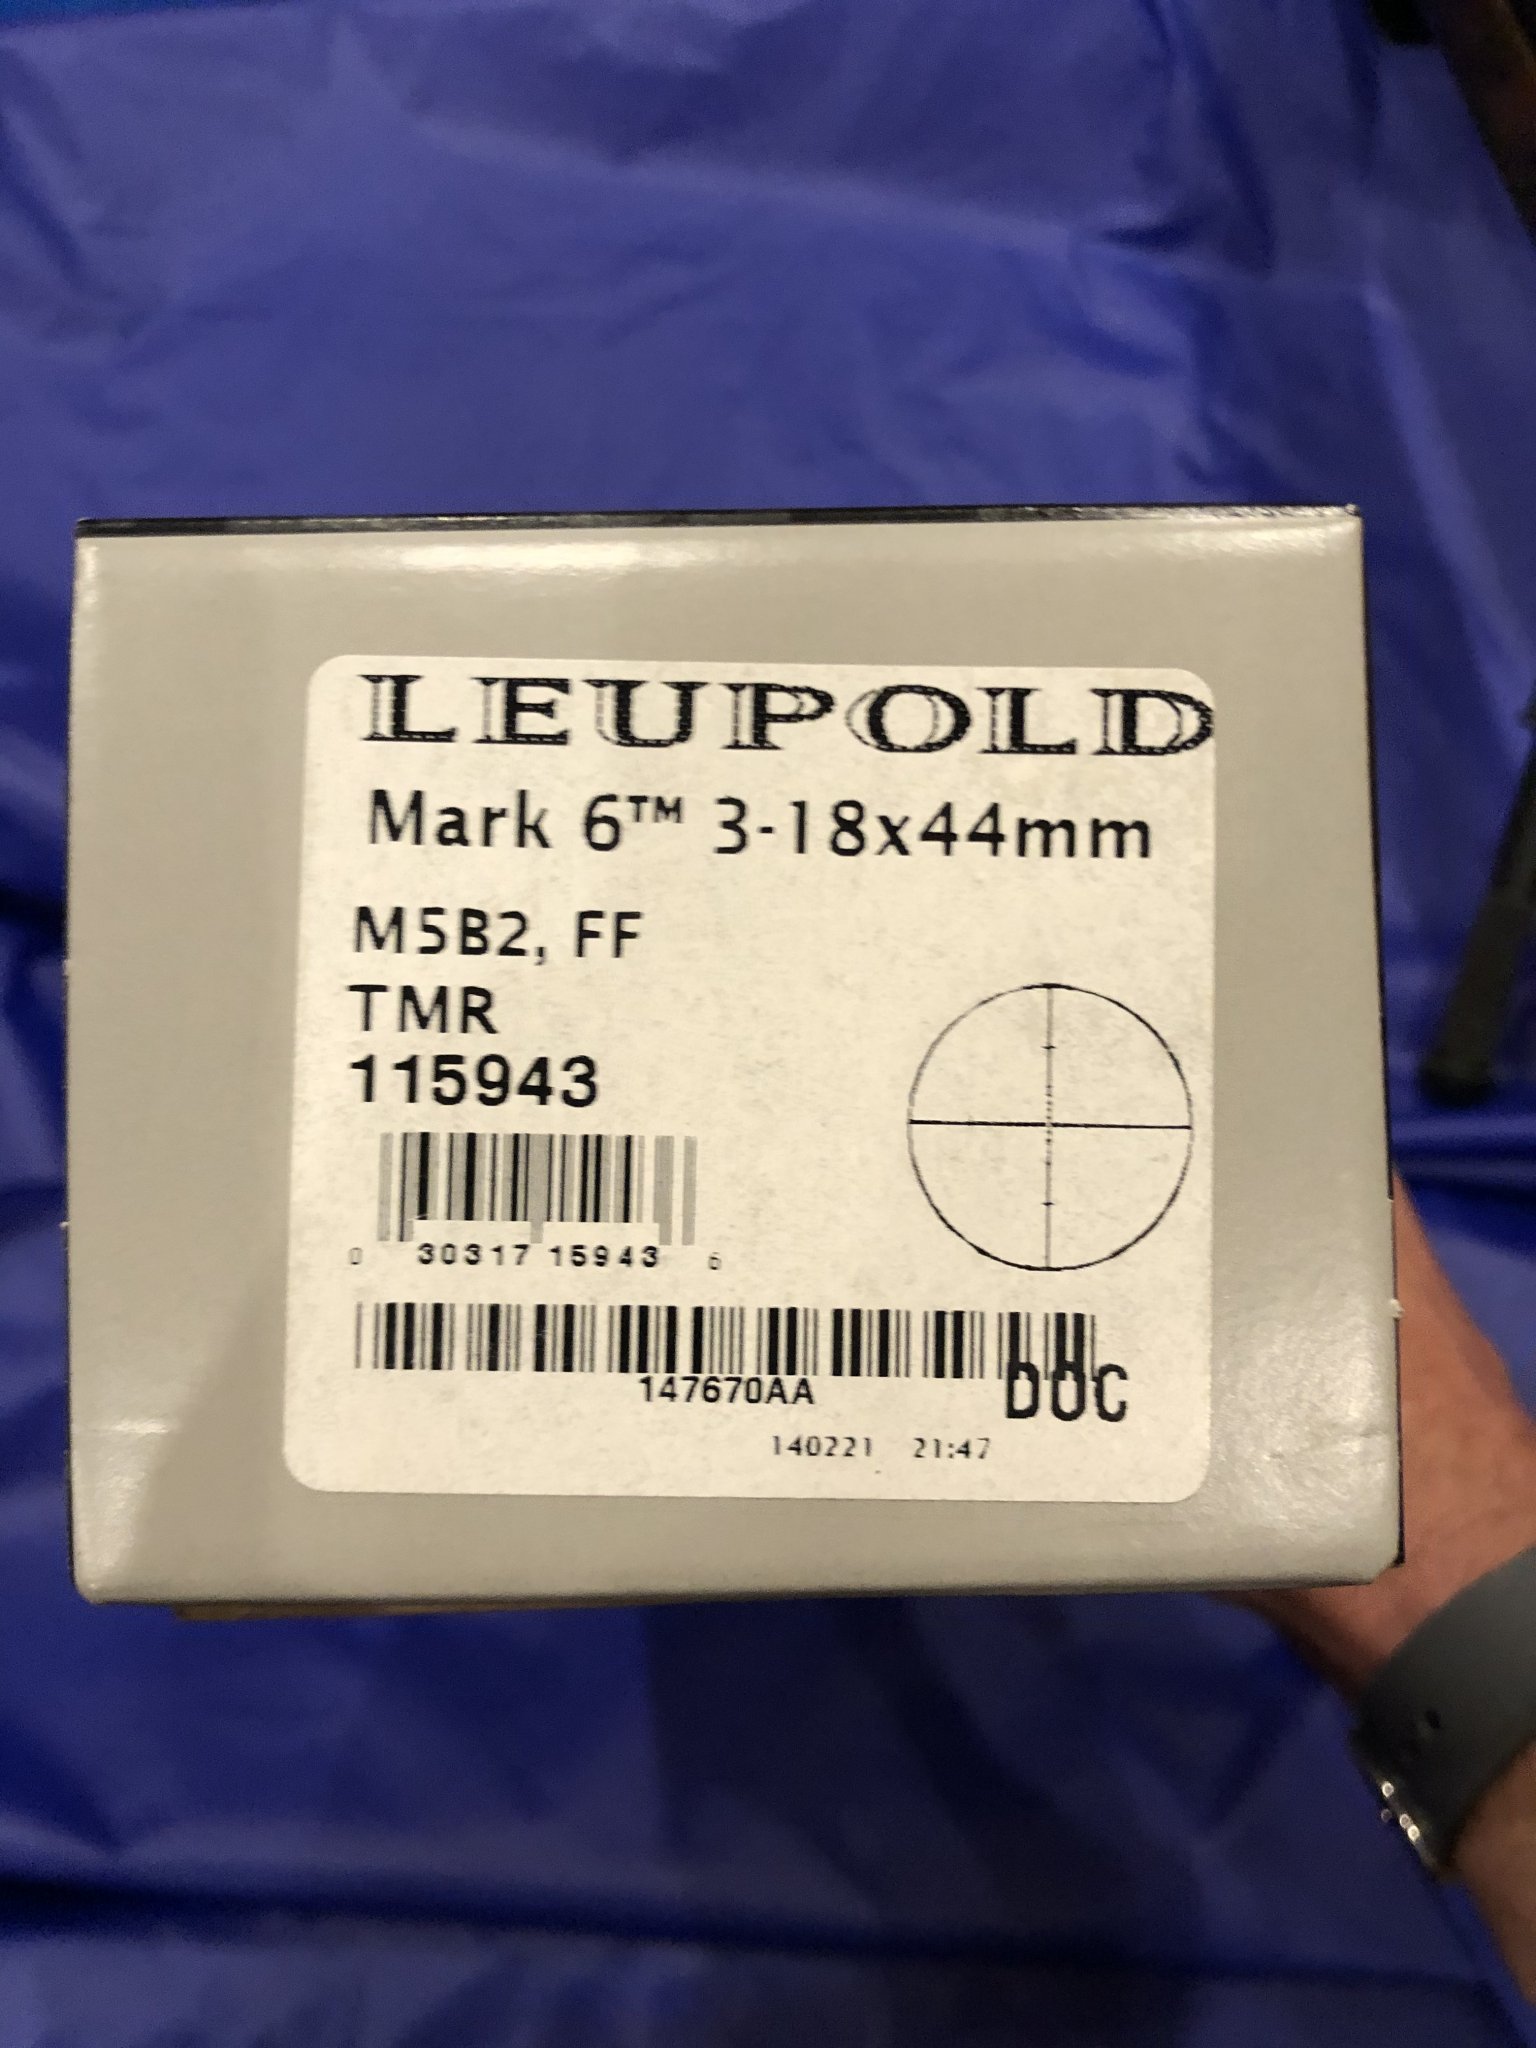 LEUPOLD
Mark 6™ 3-18x44mm
M5B2, FF
TMR
115943
0 30317 15943 6
147670AA
DOC
140221 21:47